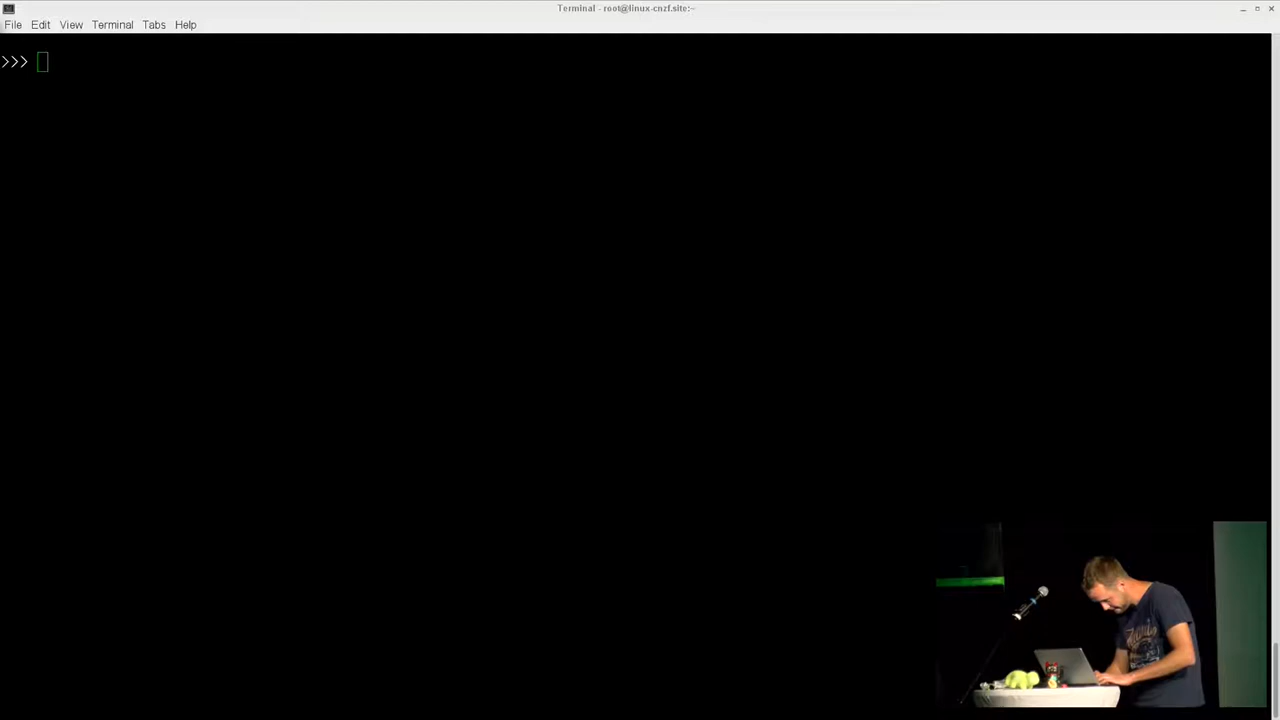 Terminal - root@linux-cnzf.site:~
File Edit View Terminal Tabs Help
>>>